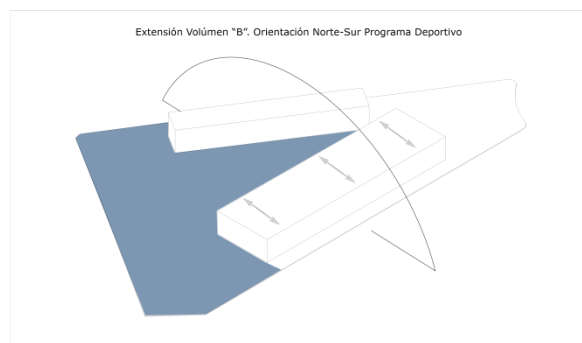 Extensión Volúmen “B”. Orientación Norte-Sur Programa Deportivo